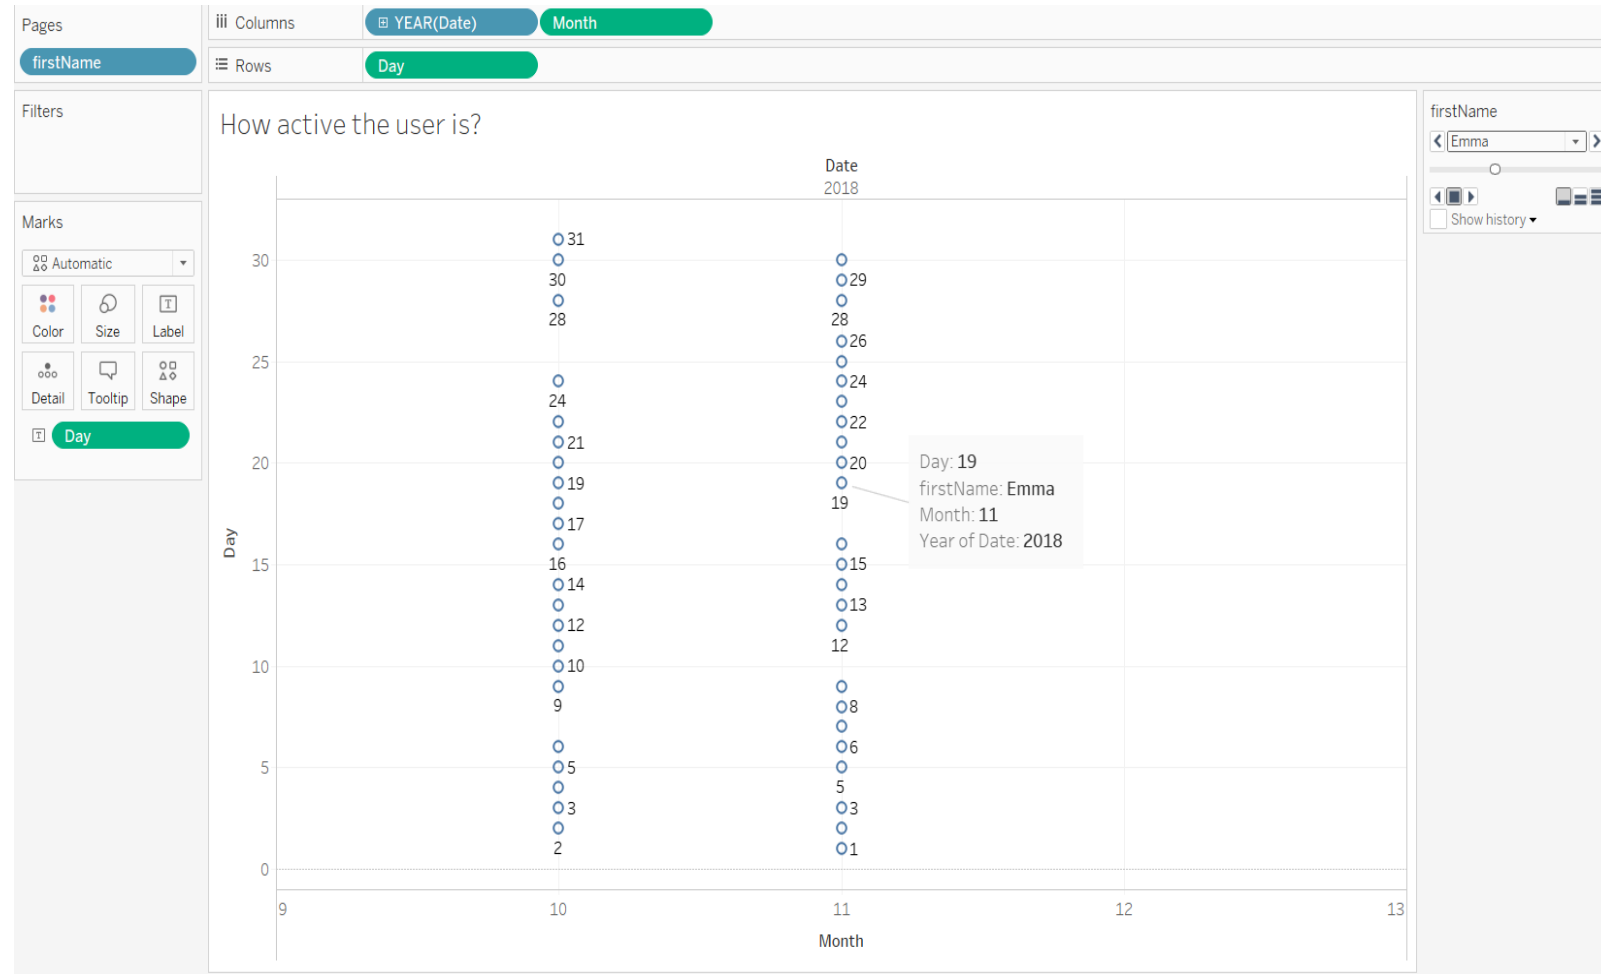 Pages
firstName
Columns
YEAR(Date)
Month
Rows
Day
Filters
Marks
Automatic
Color
Size
Label
Detail
Tooltip
Shape
T
Day
How active the user is?
Date
2018
31
30
28
24
21
19
17
16
14
12
10
9
5
3
2
29
28
26
24
22
20
19
15
13
12
8
6
5
3
1
Day: 19
firstName: Emma
Month: 11
Year of Date: 2018
Day
30
25
20
15
10
5
0
9
10
11
12
13
Month
firstName
Emma
Show history